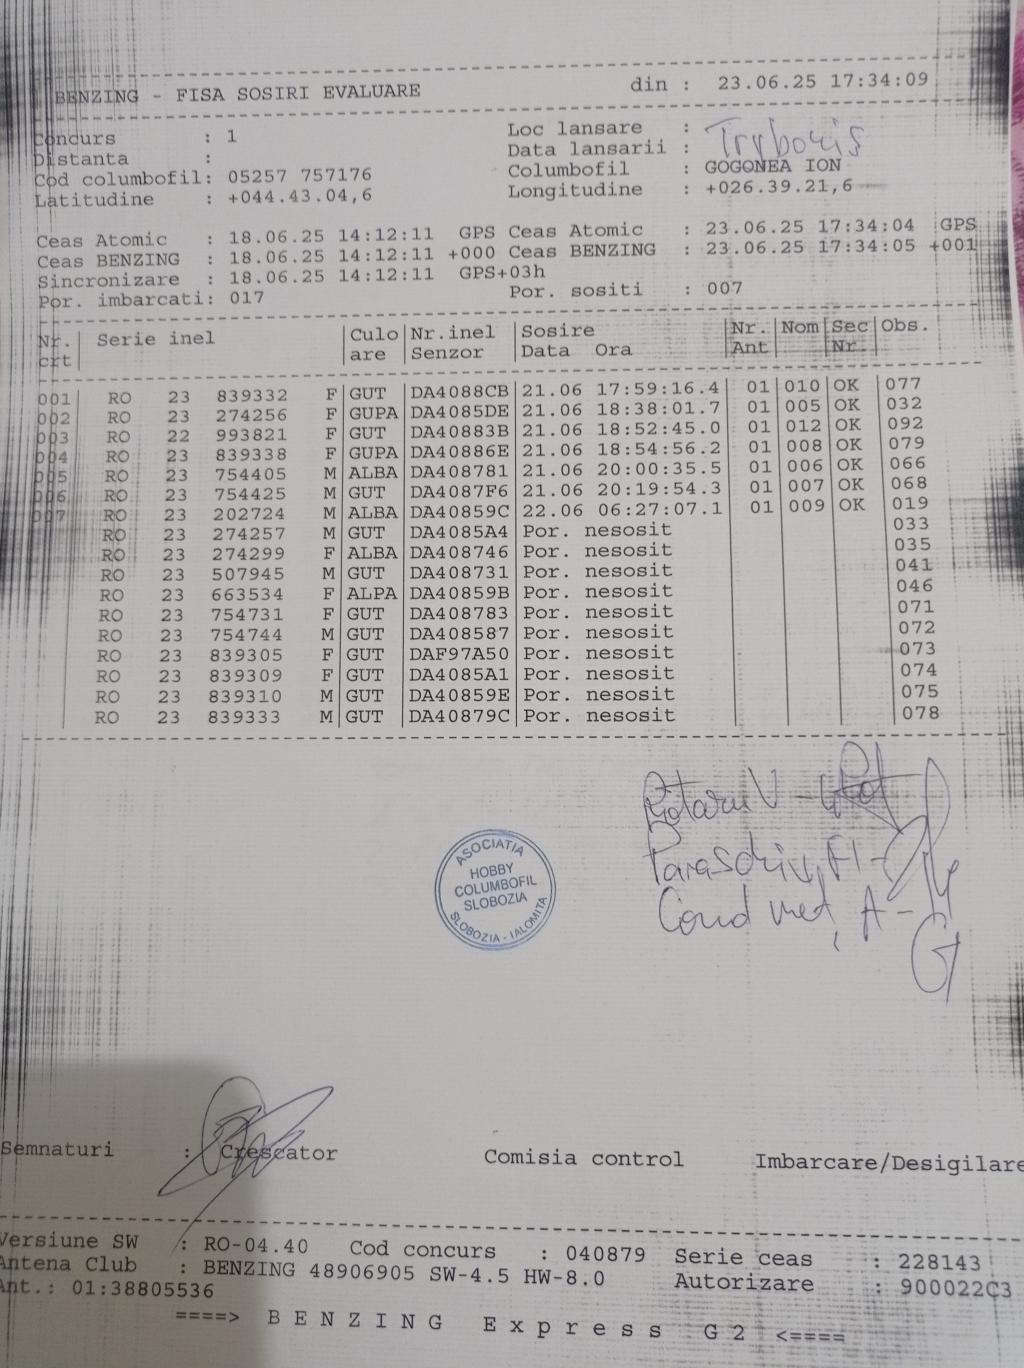 BENZING - FISA SOSIRI EVALUARE din : 23.06.25 17:34:09
Concurs : 1 Loc lansare :
Distanta : Data lansarii :
Cod columbofil: 05257 757176 Columbofil : GOGONEA ION
Latitudine : +044.43.04,6 Longitudine : +026.39.21,6
Ceas Atomic : 18.06.25 14:12:11 GPS Ceas Atomic : 23.06.25 17:34:04 GPS
Ceas BENZING : 18.06.25 14:12:11 +000 Ceas BENZING : 23.06.25 17:34:05 +001
Sincronizare : 18.06.25 14:12:11 GPS+03h
Por. imbarcati: 017 Por. sositi : 007
Nr. Serie inel Culo Nr.inel Sosire Nr. Nom Sec Obs.
crt are Senzor Data Ora Ant Nr.
001 RO 23 839332 F GUT DA4088CB 21.06 17:59:16.4 01 010 OK 077
002 RO 23 274256 F GUPA DA4085DE 21.06 18:38:01.7 01 005 OK 032
003 RO 22 993821 F GUT DA40883B 21.06 18:52:45.0 01 012 OK 092
004 RO 23 839338 F GUPA DA40886E 21.06 18:54:56.2 01 008 OK 079
005 RO 23 754405 M ALBA DA408781 21.06 20:00:35.5 01 006 OK 066
006 RO 23 754425 M GUT DA4087F6 21.06 20:19:54.3 01 007 OK 068
007 RO 23 202724 M ALBA DA40859C 22.06 06:27:07.1 01 009 OK 019
RO 23 274257 M GUT DA4085A4 Por. nesosit 033
RO 23 274299 F ALBA DA408746 Por. nesosit 035
RO 23 507945 M GUT DA408731 Por. nesosit 041
RO 23 663534 F ALPA DA40859B Por. nesosit 046
RO 23 754731 F GUT DA408783 Por. nesosit 071
RO 23 754744 M GUT DA408587 Por. nesosit 072
RO 23 839305 F GUT DAF97A50 Por. nesosit 073
RO 23 839309 F GUT DA4085A1 Por. nesosit 074
RO 23 839310 M GUT DA40859E Por. nesosit 075
RO 23 839333 M GUT DA40879C Por. nesosit 078
Rotaru V -
Paraschiv, FI -
A -
ASOCIATIA
HOBBY
COLUMBOFIL
SLOBOZIA
SLOBOZIA - IALOMITA
Semnaturi : Crescator Comisia control Imbarcare/Desigilare
Versiune SW : RO-04.40 Cod concurs : 040879 Serie ceas : 228143
Antena Club : BENZING 48906905 SW-4.5 HW-8.0 Autorizare : 900022C3
Ant.: 01:38805536
====> B E N Z I N G E x p r e s s G 2 <====